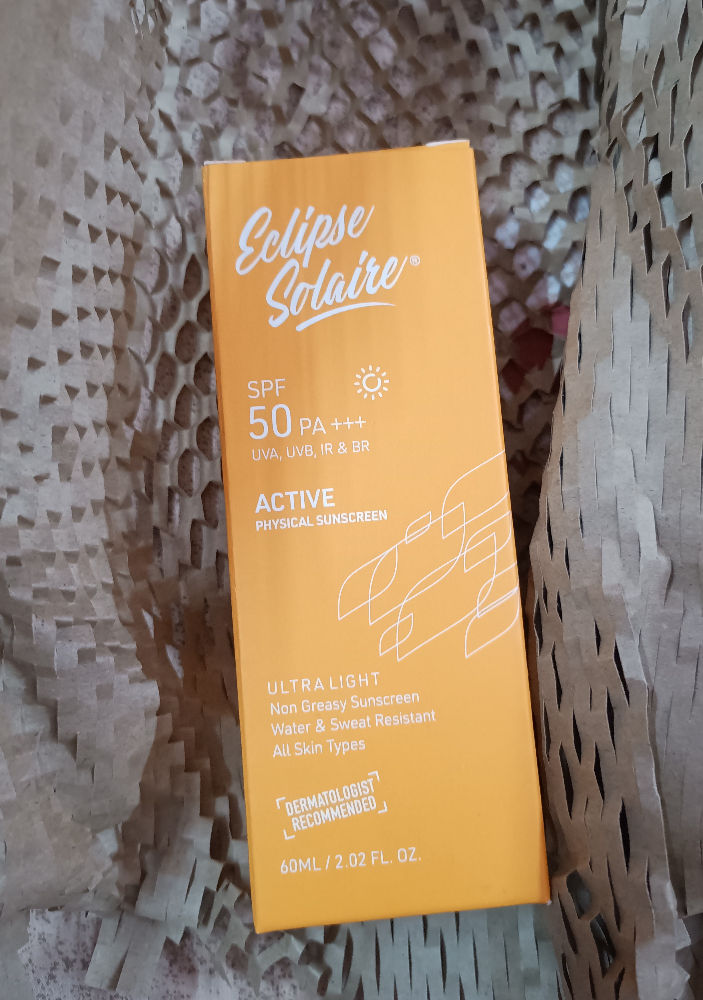 Eclipse
Solaire®
SPF
50 PA +++
UVA, UVB, IR & BR
ACTIVE
PHYSICAL SUNSCREEN
ULTRA LIGHT
Non Greasy Sunscreen
Water & Sweat Resistant
All Skin Types
DERMATOLOGIST
RECOMMENDED
60ML / 2.02 FL. OZ.